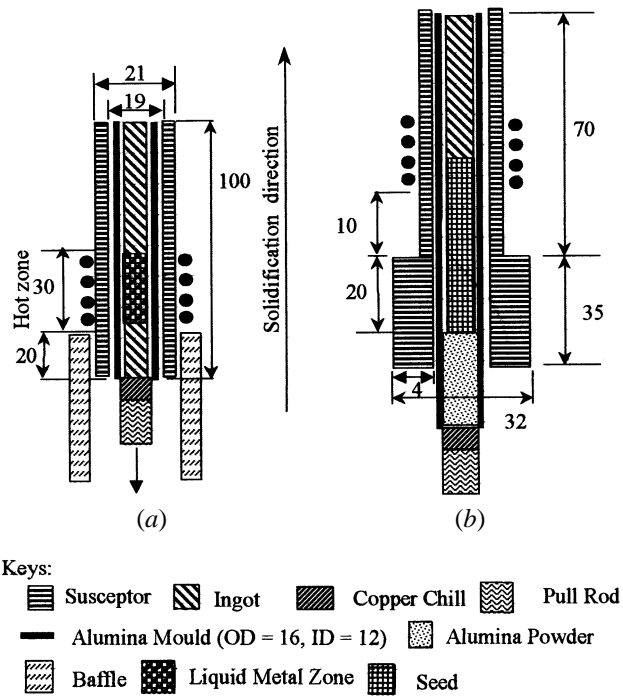 21
19
100
Hot zone
30
20
Solidification direction
(a)
70
10
20
35
4
32
(b)
Keys:
Susceptor Ingot Copper Chill Pull Rod
Alumina Mould (OD = 16, ID = 12) Alumina Powder
Baffle Liquid Metal Zone Seed